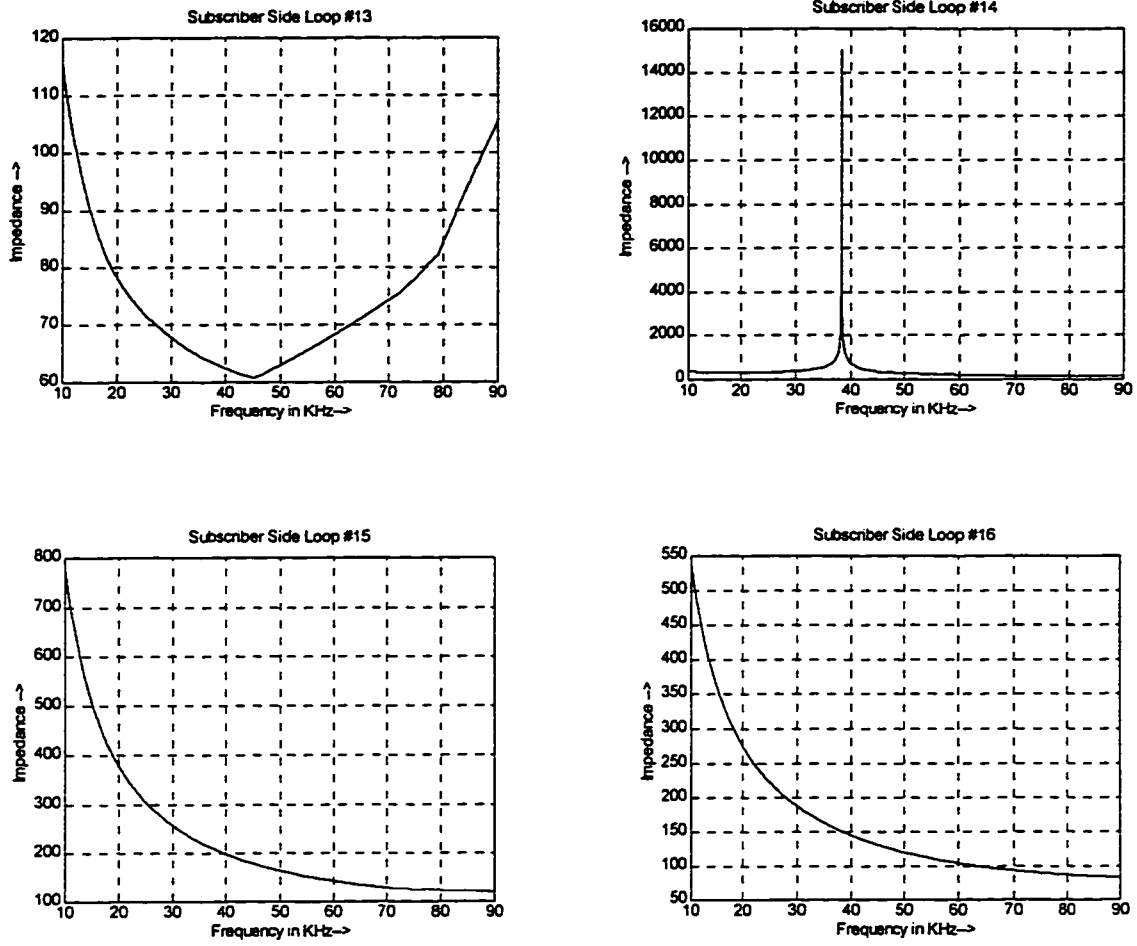 Subscriber Side Loop #13
120
110
100
90
80
70
60
Impedance -->
10 20 30 40 50 60 70 80 90
Frequency in KHz-->
Subscriber Side Loop #14
16000
14000
12000
10000
8000
6000
4000
2000
0
Impedance -->
10 20 30 40 50 60 70 80 90
Frequency in KHz-->
Subscriber Side Loop #15
800
700
600
500
400
300
200
100
Impedance -->
10 20 30 40 50 60 70 80 90
Frequency in KHz-->
Subscriber Side Loop #16
550
500
450
400
350
300
250
200
150
100
50
Impedance -->
10 20 30 40 50 60 70 80 90
Frequency in KHz-->